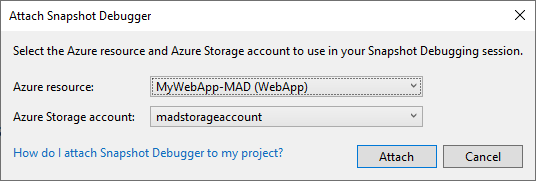 Attach Snapshot Debugger
Select the Azure resource and Azure Storage account to use in your Snapshot Debugging session.
Azure resource: MyWebApp-MAD (WebApp)
Azure Storage account: madstorageaccount
How do I attach Snapshot Debugger to my project? Attach Cancel